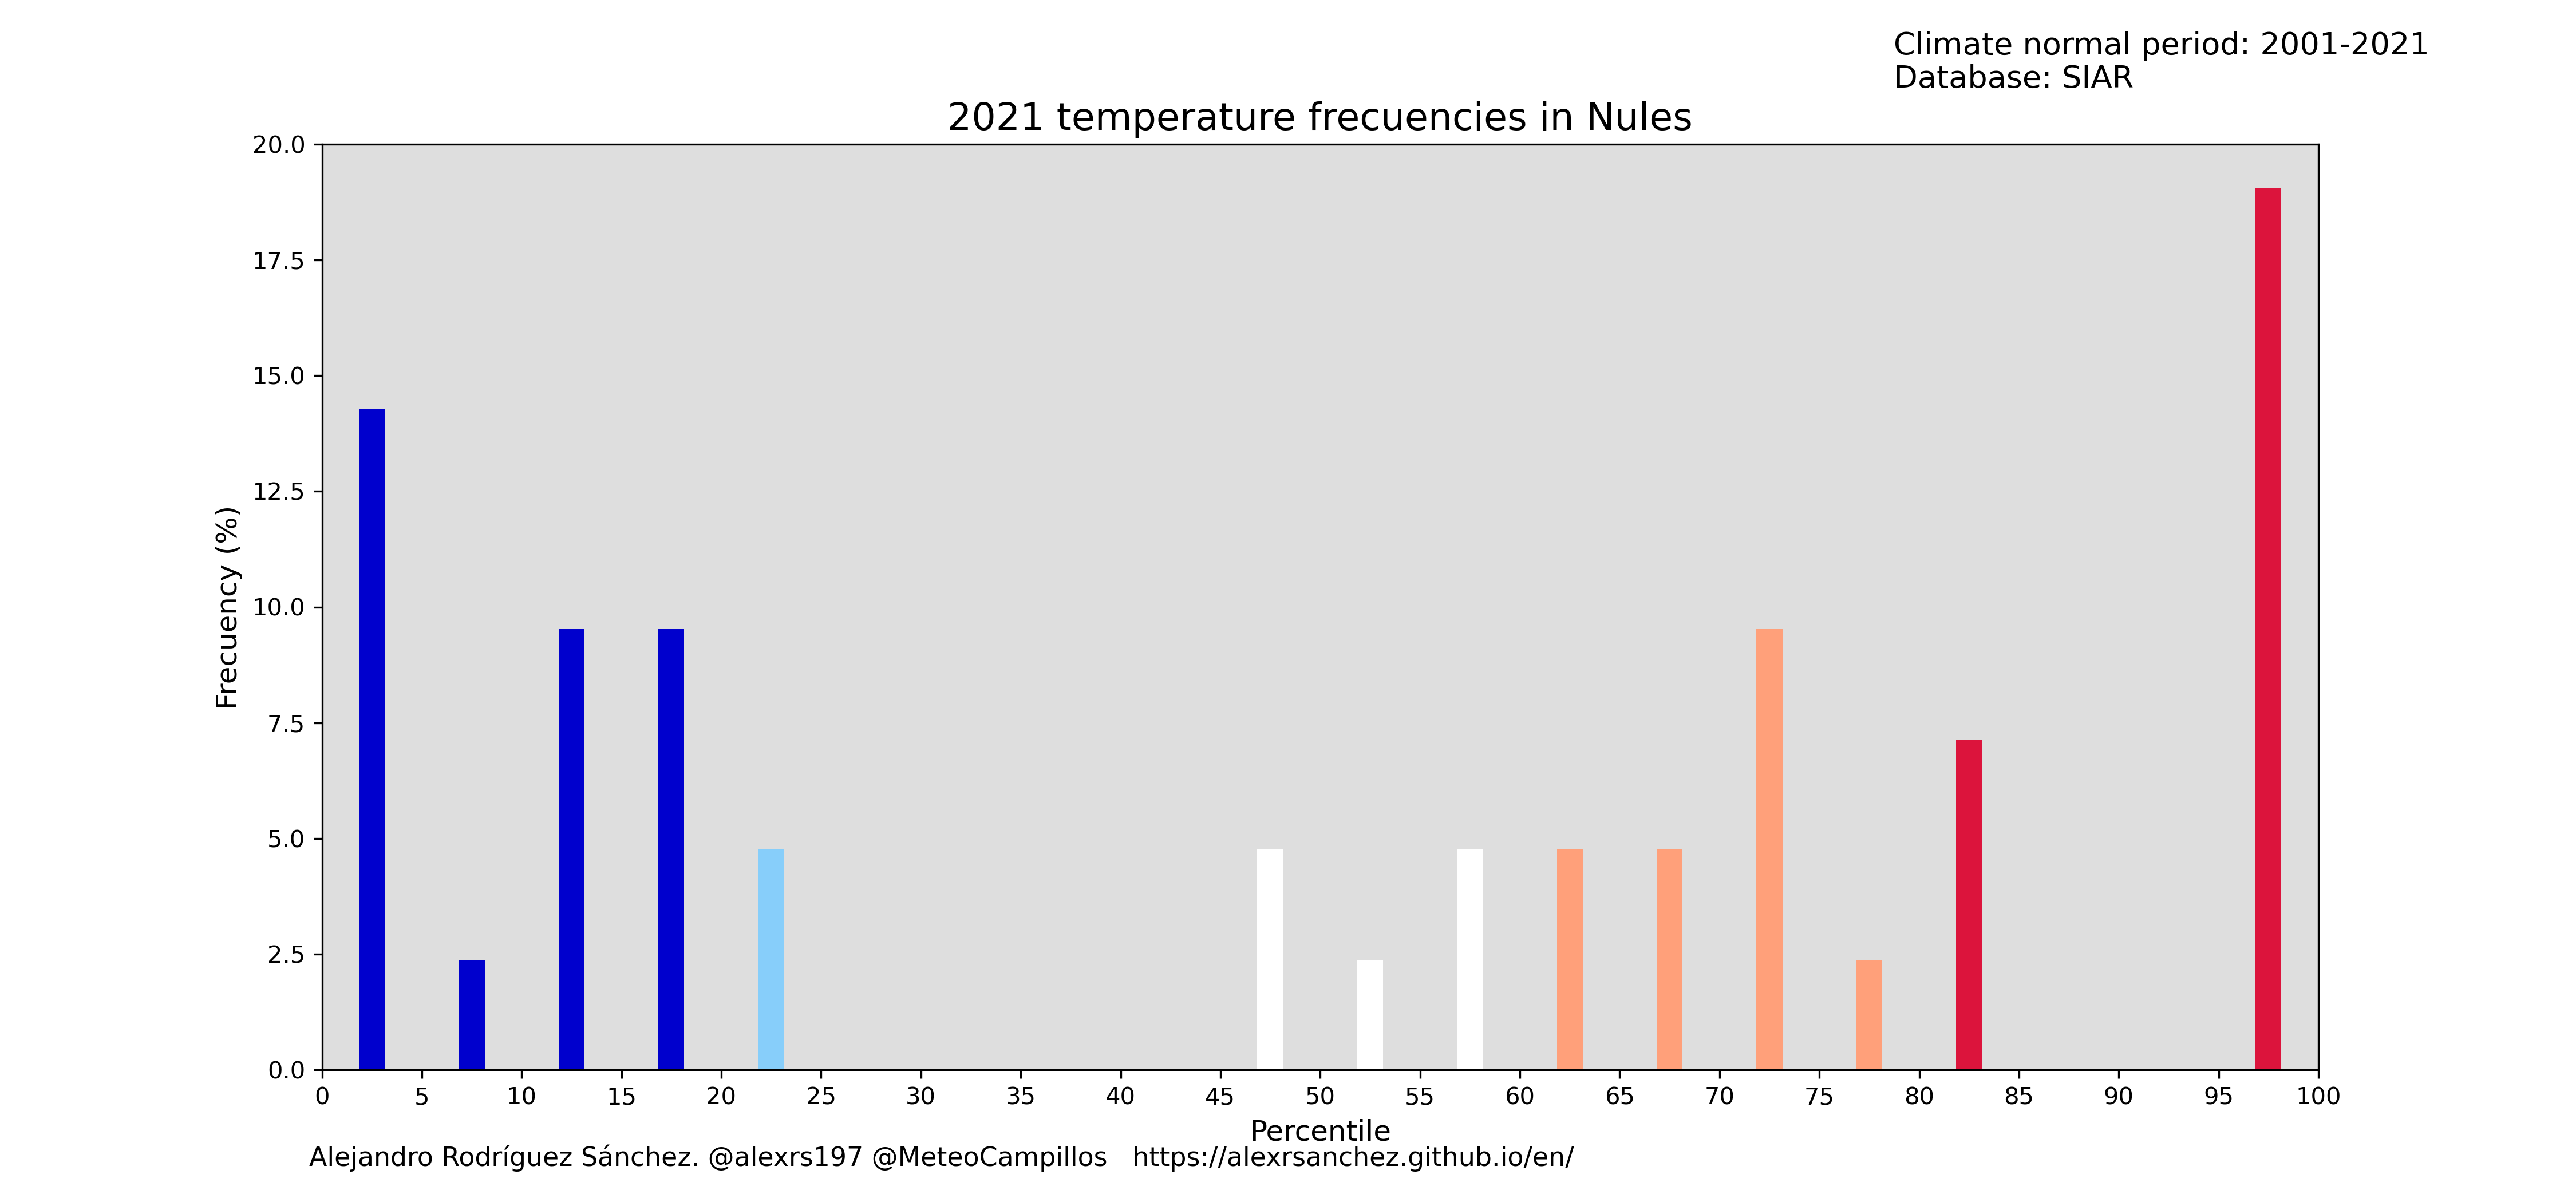 Climate normal period: 2001-2021
Database: SIAR
2021 temperature frecuencies in Nules
20.0
17.5
15.0
12.5
10.0
7.5
5.0
2.5
0.0
Frecuency (%)
0 5 10 15 20 25 30 35 40 45 50 55 60 65 70 75 80 85 90 95 100
Percentile
Alejandro Rodríguez Sánchez. @alexrs197 @MeteoCampillos https://alexrsanchez.github.io/en/